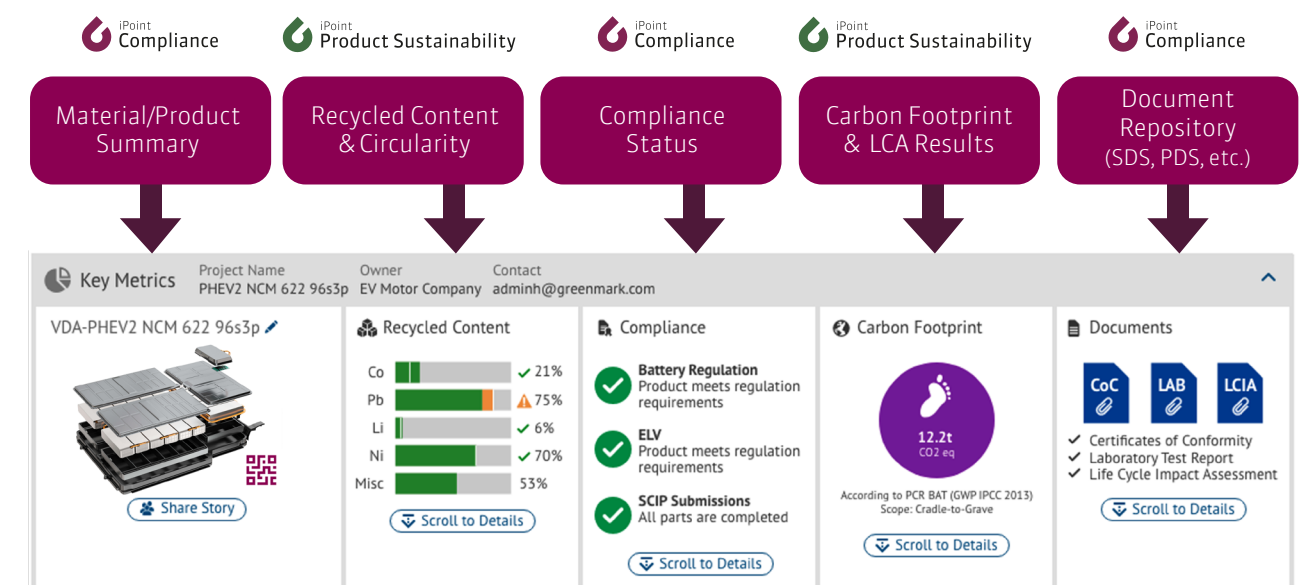 iPoint
Compliance
iPoint
Product Sustainability
iPoint
Compliance
iPoint
Product Sustainability
iPoint
Compliance
Material/Product
Summary
Recycled Content
& Circularity
Compliance
Status
Carbon Footprint
& LCA Results
Document
Repository
(SDS, PDS, etc.)
Key Metrics
Project Name
PHEV2 NCM 622 96s3p
Owner
EV Motor Company
Contact
adminh@greenmark.com
VDA-PHEV2 NCM 622 96s3p
Share Story
Recycled Content
Co 21%
Pb 75%
Li 6%
Ni 70%
Misc 53%
Scroll to Details
Compliance
Battery Regulation
Product meets regulation
requirements
ELV
Product meets regulation
requirements
SCIP Submissions
All parts are completed
Scroll to Details
Carbon Footprint
12.2t
CO2 eq
According to PCR BAT (GWP IPCC 2013)
Scope: Cradle-to-Grave
Scroll to Details
Documents
CoC
LAB
LCIA
Certificates of Conformity
Laboratory Test Report
Life Cycle Impact Assessment
Scroll to Details